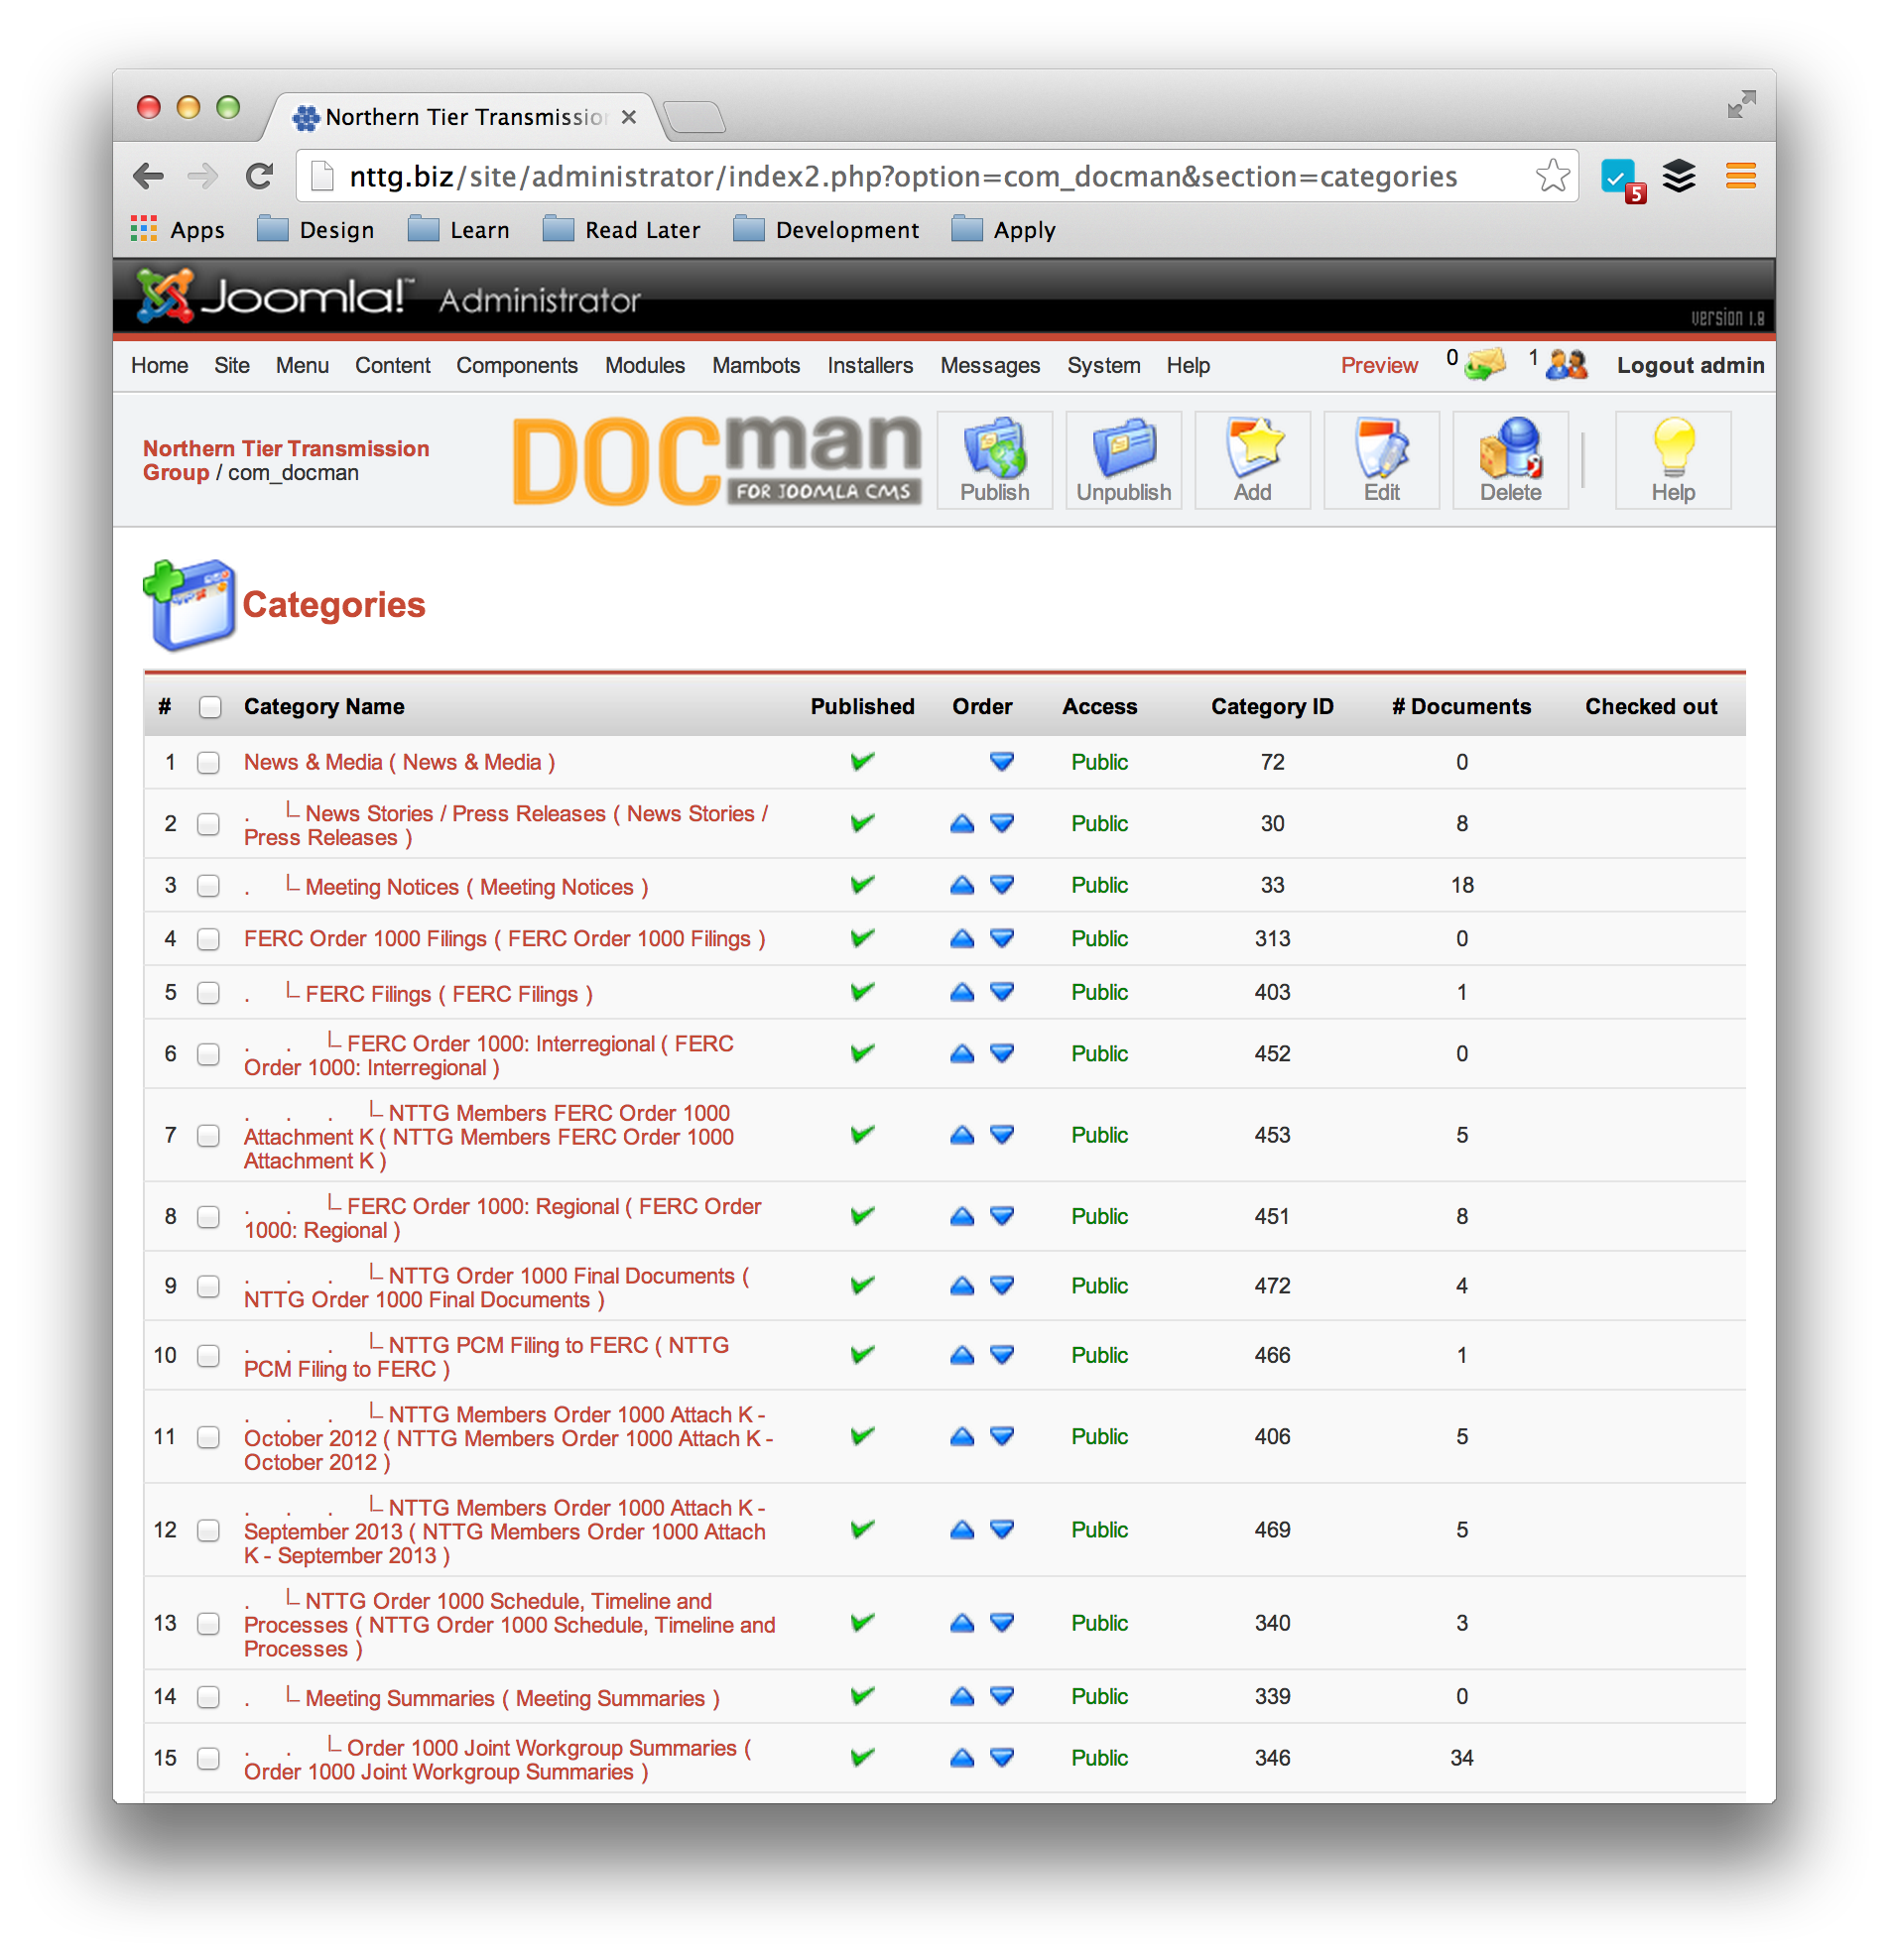 Northern Tier Transmissio
nttg.biz/site/administrator/index2.php?option=com_docman&section=categories
5
Apps Design Learn Read Later Development Apply
Joomla!™ Administrator
version 1.8
Home Site Menu Content Components Modules Mambots Installers Messages System Help Preview 0 1 Logout admin
Northern Tier Transmission
Group / com_docman
DOCman
FOR JOOMLA CMS
Publish Unpublish Add Edit Delete Help
Categories
# Category Name Published Order Access Category ID # Documents Checked out
1 News & Media ( News & Media ) Public 72 0
. News Stories / Press Releases ( News Stories /
2 Public 30 8
Press Releases )
3 . Meeting Notices ( Meeting Notices ) Public 33 18
4 FERC Order 1000 Filings ( FERC Order 1000 Filings ) Public 313 0
5 . FERC Filings ( FERC Filings ) Public 403 1
. . FERC Order 1000: Interregional ( FERC
6 Public 452 0
Order 1000: Interregional )
. . . NTTG Members FERC Order 1000
7 Attachment K ( NTTG Members FERC Order 1000 Public 453 5
Attachment K )
. . FERC Order 1000: Regional ( FERC Order
8 Public 451 8
1000: Regional )
. . . NTTG Order 1000 Final Documents (
9 Public 472 4
NTTG Order 1000 Final Documents )
. . . NTTG PCM Filing to FERC ( NTTG
10 Public 466 1
PCM Filing to FERC )
. . . NTTG Members Order 1000 Attach K -
11 October 2012 ( NTTG Members Order 1000 Attach K - Public 406 5
October 2012 )
. . . NTTG Members Order 1000 Attach K -
12 September 2013 ( NTTG Members Order 1000 Attach Public 469 5
K - September 2013 )
. NTTG Order 1000 Schedule, Timeline and
13 Processes ( NTTG Order 1000 Schedule, Timeline and Public 340 3
Processes )
14 . Meeting Summaries ( Meeting Summaries ) Public 339 0
. . Order 1000 Joint Workgroup Summaries (
15 Public 346 34
Order 1000 Joint Workgroup Summaries )